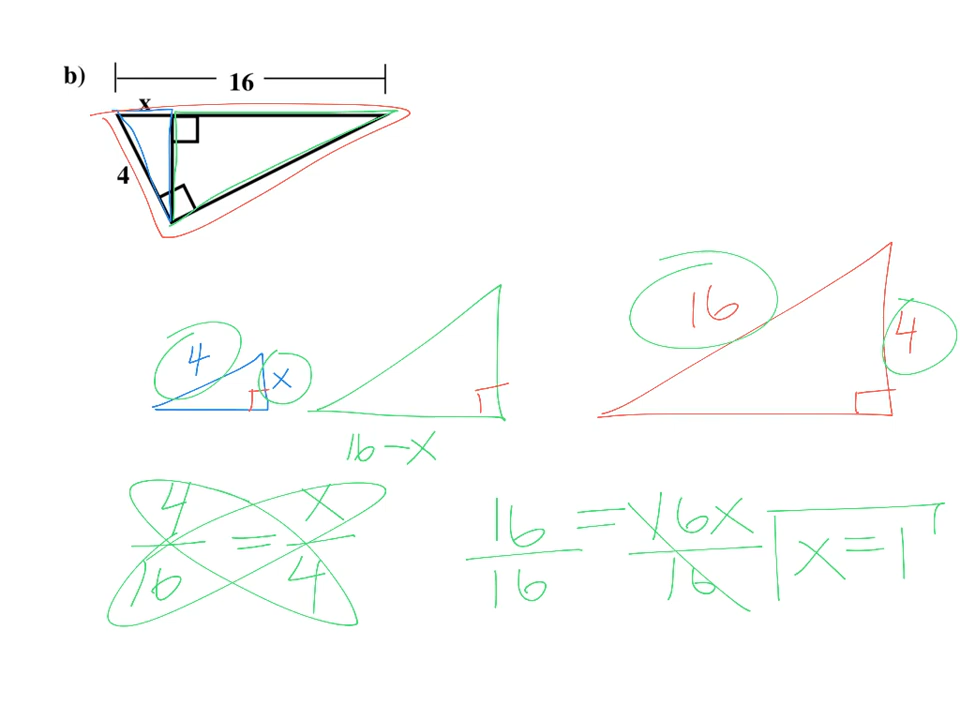 b)
16
x
4
16
4
4
x
16-x
4/16 = x/4
16/16 = 16x/16
x=1